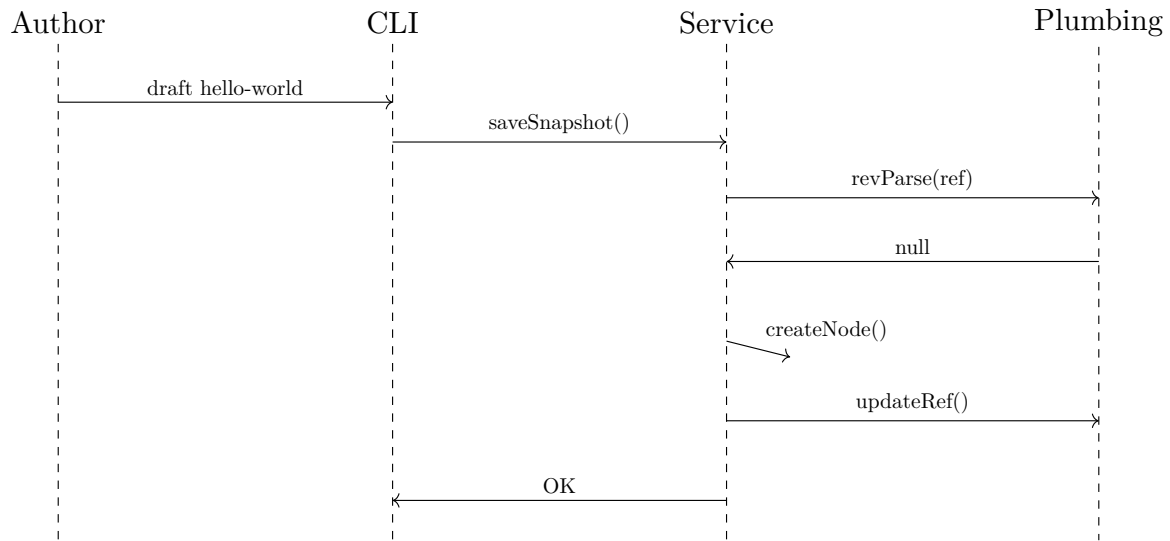 Author
CLI
Service
Plumbing
draft hello-world
saveSnapshot()
revParse(ref)
null
createNode()
updateRef()
OK